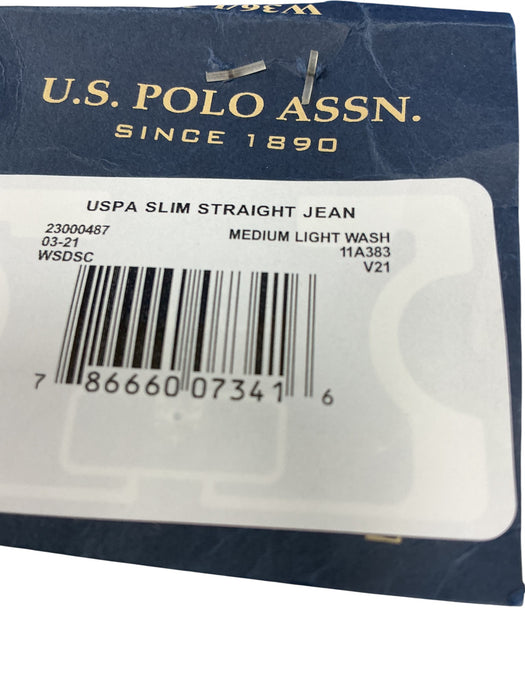 U.S. POLO ASSN.
SINCE 1890
USPA SLIM STRAIGHT JEAN
23000487 MEDIUM LIGHT WASH
03-21 11A383
WSDSC V21
7 86660 07341 6